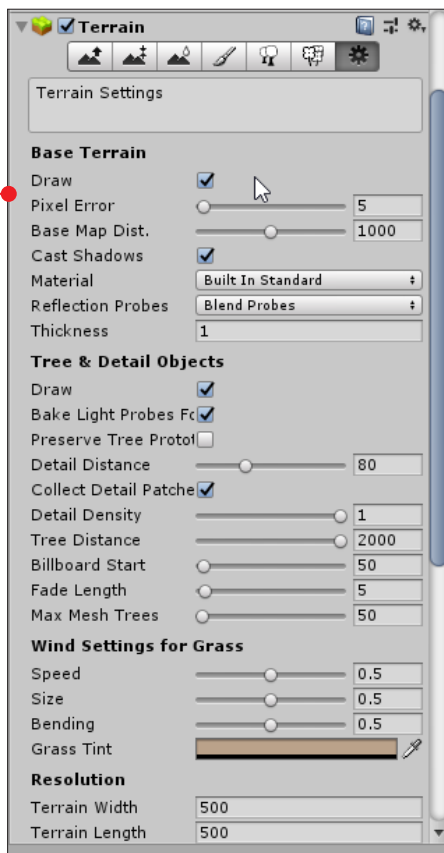 Terrain
Terrain Settings
Base Terrain
Draw
Pixel Error 5
Base Map Dist. 1000
Cast Shadows
Material Built In Standard
Reflection Probes Blend Probes
Thickness 1
Tree & Detail Objects
Draw
Bake Light Probes Fo
Preserve Tree Protot
Detail Distance 80
Collect Detail Patche
Detail Density 1
Tree Distance 2000
Billboard Start 50
Fade Length 5
Max Mesh Trees 50
Wind Settings for Grass
Speed 0.5
Size 0.5
Bending 0.5
Grass Tint
Resolution
Terrain Width 500
Terrain Length 500